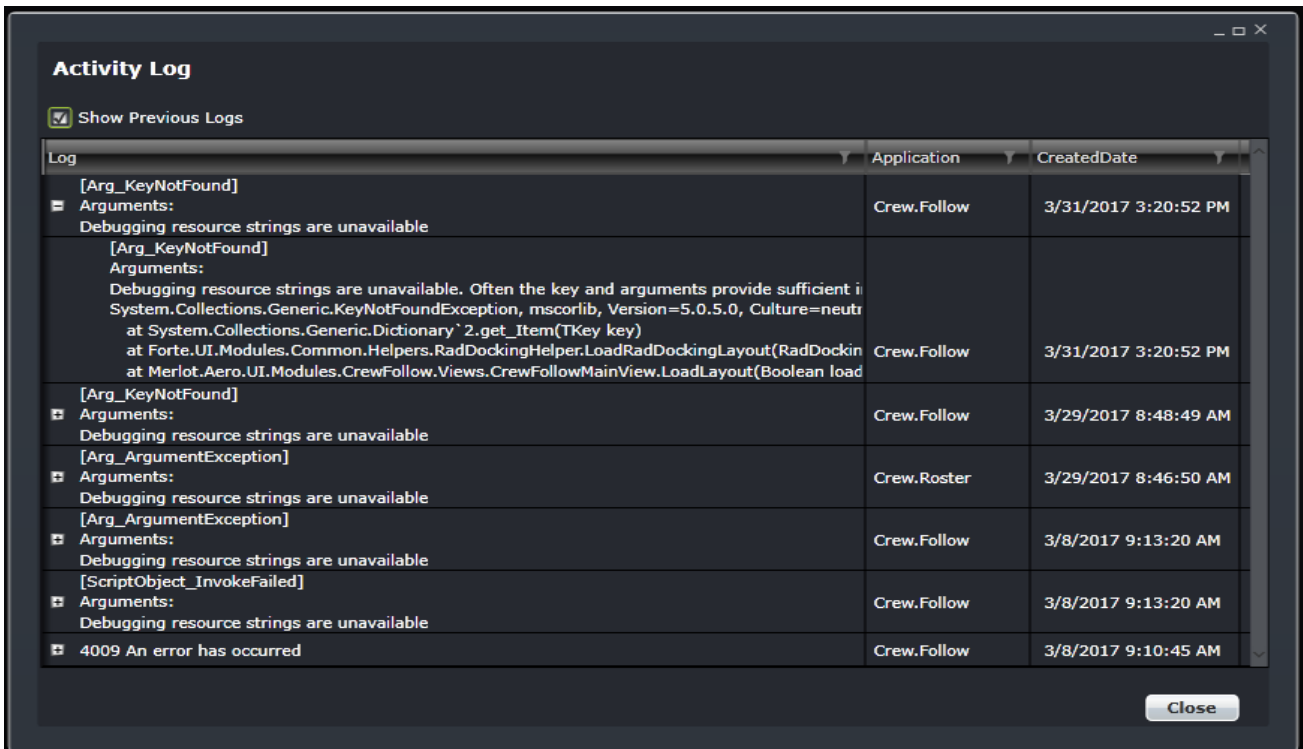 Activity Log
Show Previous Logs
Log Application CreatedDate
[Arg_KeyNotFound]
Arguments:
Debugging resource strings are unavailable
Crew.Follow 3/31/2017 3:20:52 PM
[Arg_KeyNotFound]
Arguments:
Debugging resource strings are unavailable. Often the key and arguments provide sufficient
System.Collections.Generic.KeyNotFoundException, mscorlib, Version=5.0.5.0, Culture=neutr
at System.Collections.Generic.Dictionary`2.get_Item(TKey key)
at Forte.UI.Modules.Common.Helpers.RadDockingHelper.LoadRadDockingLayout(RadDockin
at Merlot.Aero.UI.Modules.CrewFollow.Views.CrewFollowMainView.LoadLayout(Boolean load
Crew.Follow 3/31/2017 3:20:52 PM
[Arg_KeyNotFound]
Arguments:
Debugging resource strings are unavailable
Crew.Follow 3/29/2017 8:48:49 AM
[Arg_ArgumentException]
Arguments:
Debugging resource strings are unavailable
Crew.Roster 3/29/2017 8:46:50 AM
[Arg_ArgumentException]
Arguments:
Debugging resource strings are unavailable
Crew.Follow 3/8/2017 9:13:20 AM
[ScriptObject_InvokeFailed]
Arguments:
Debugging resource strings are unavailable
Crew.Follow 3/8/2017 9:13:20 AM
4009 An error has occurred Crew.Follow 3/8/2017 9:10:45 AM
Close